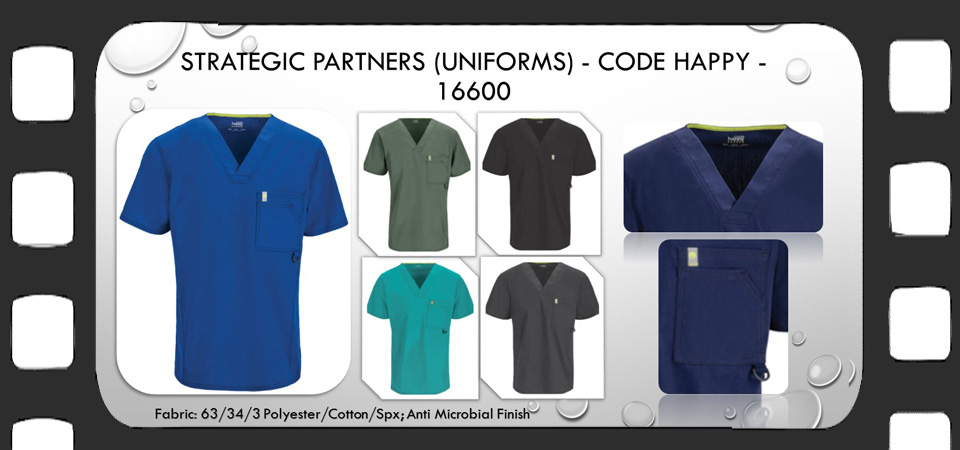 STRATEGIC PARTNERS (UNIFORMS) - CODE HAPPY -
16600
Fabric: 63/34/3 Polyester/Cotton/Spx; Anti Microbial Finish